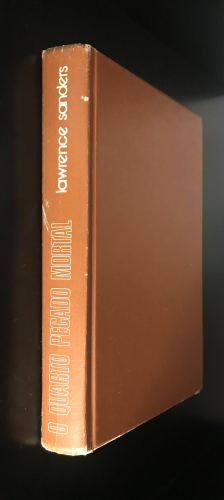 O QUARTO PECADO MORTAL
lawrence sanders